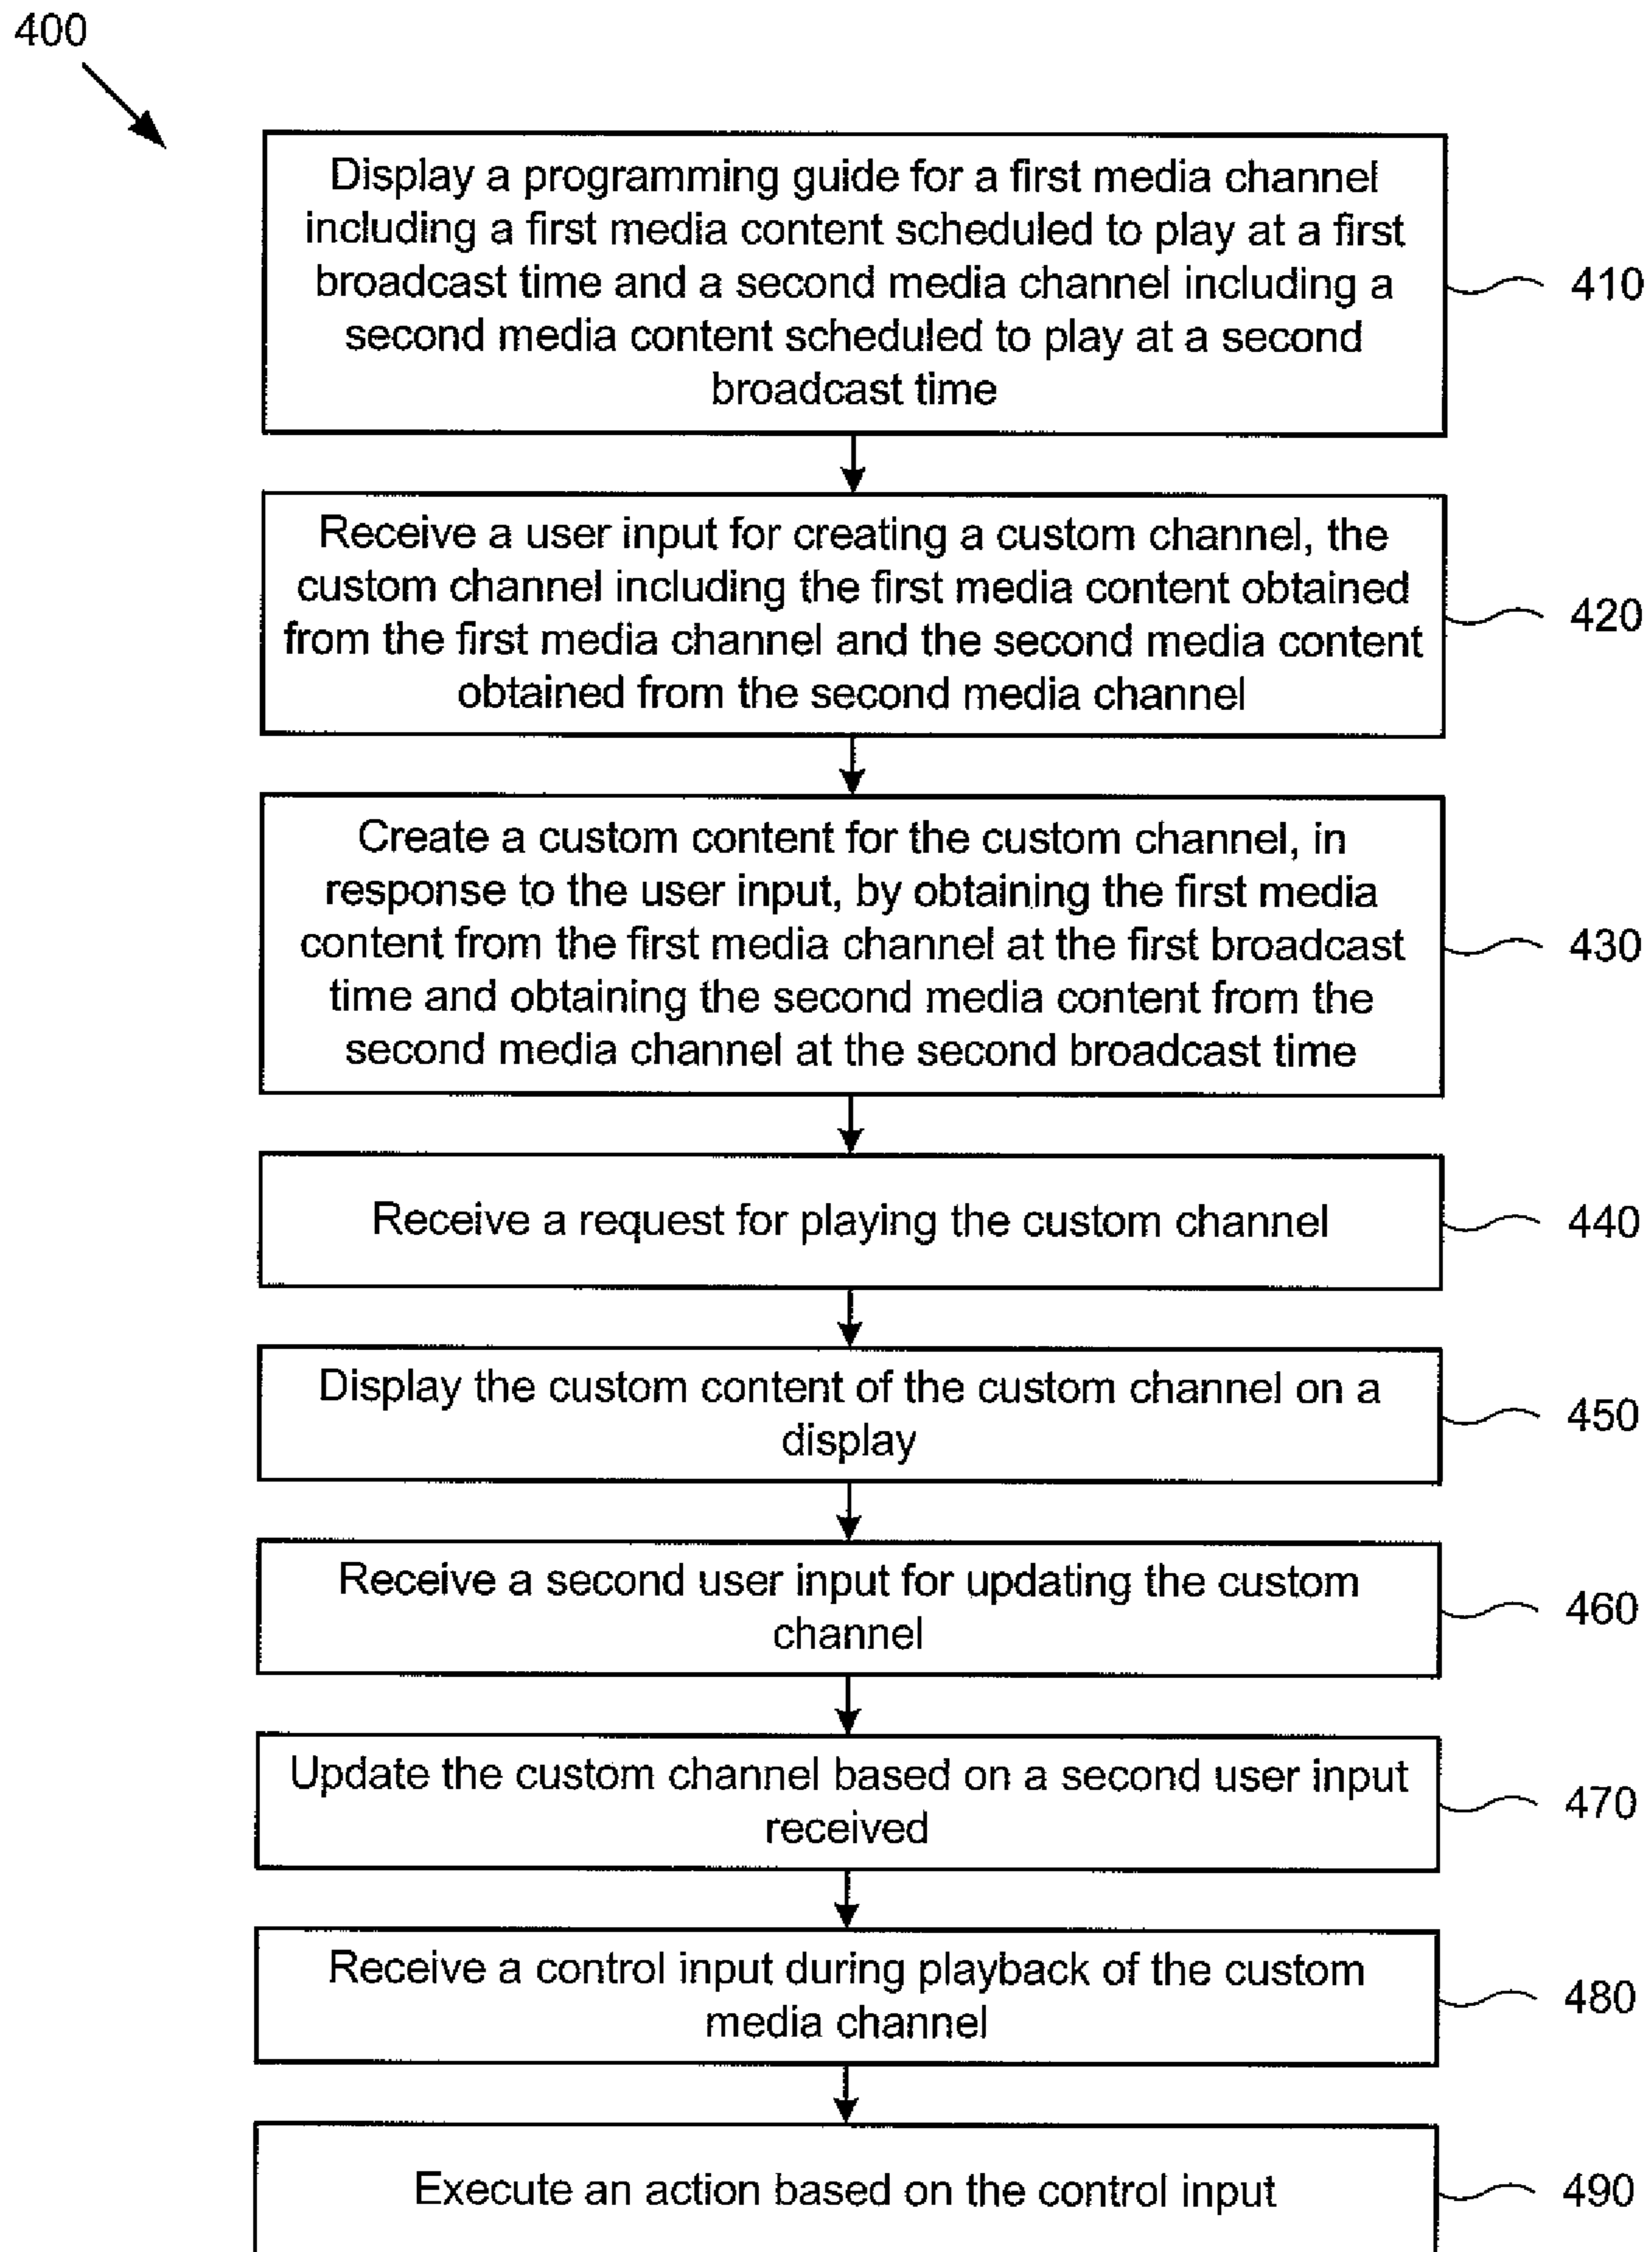 400
Display a programming guide for a first media channel
including a first media content scheduled to play at a first
broadcast time and a second media channel including a
second media content scheduled to play at a second
broadcast time
410
Receive a user input for creating a custom channel, the
custom channel including the first media content obtained
from the first media channel and the second media content
obtained from the second media channel
420
Create a custom content for the custom channel, in
response to the user input, by obtaining the first media
content from the first media channel at the first broadcast
time and obtaining the second media content from the
second media channel at the second broadcast time
430
Receive a request for playing the custom channel
440
Display the custom content of the custom channel on a
display
450
Receive a second user input for updating the custom
channel
460
Update the custom channel based on a second user input
received
470
Receive a control input during playback of the custom
media channel
480
Execute an action based on the control input
490